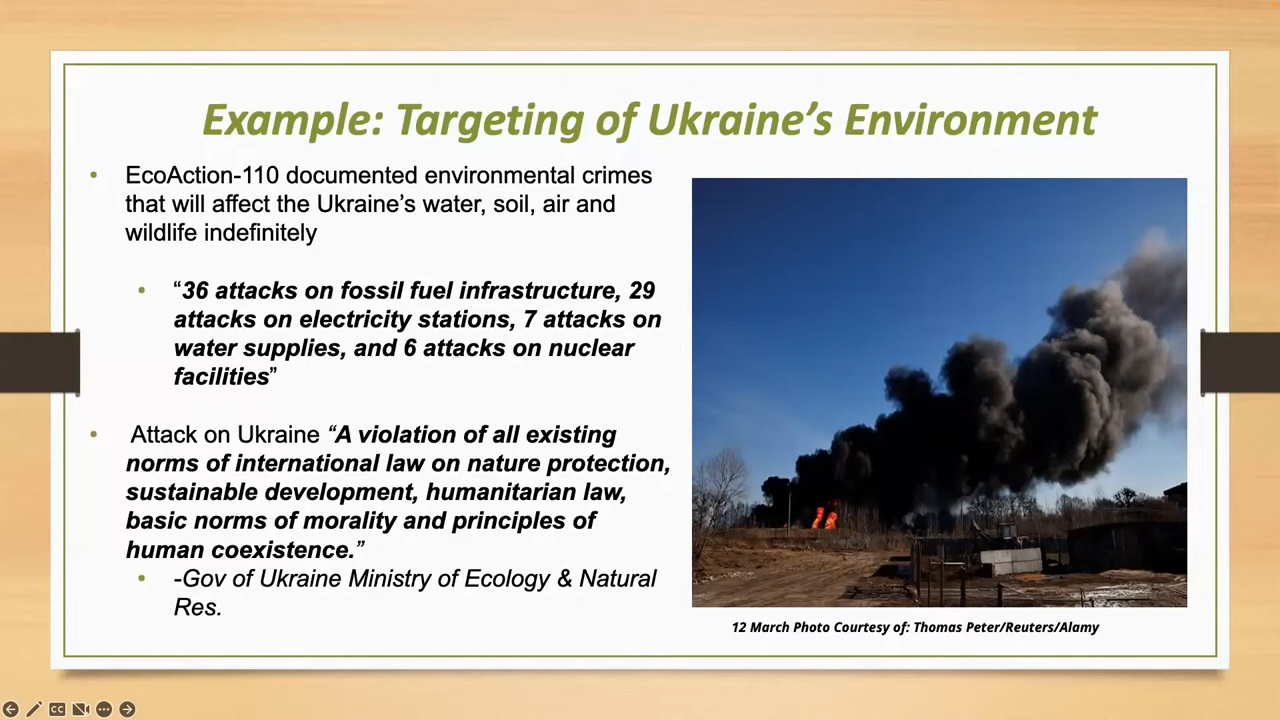 Example: Targeting of Ukraine’s Environment
• EcoAction-110 documented environmental crimes
that will affect the Ukraine’s water, soil, air and
wildlife indefinitely
• “36 attacks on fossil fuel infrastructure, 29
attacks on electricity stations, 7 attacks on
water supplies, and 6 attacks on nuclear
facilities”
• Attack on Ukraine “A violation of all existing
norms of international law on nature protection,
sustainable development, humanitarian law,
basic norms of morality and principles of
human coexistence.”
• -Gov of Ukraine Ministry of Ecology & Natural
Res.
12 March Photo Courtesy of: Thomas Peter/Reuters/Alamy
CC